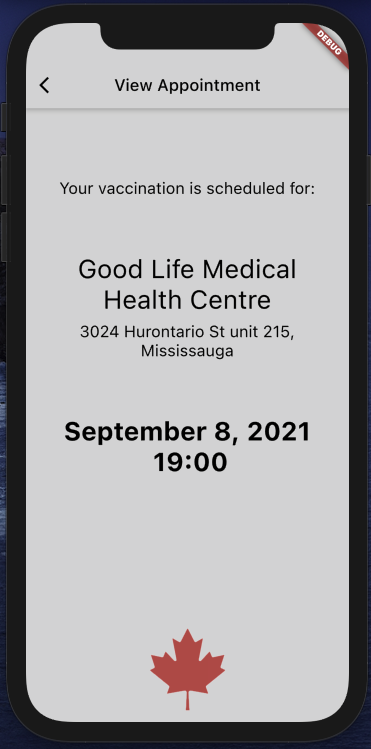 DEBUG
View Appointment
Your vaccination is scheduled for:
Good Life Medical
Health Centre
3024 Hurontario St unit 215,
Mississauga
September 8, 2021
19:00